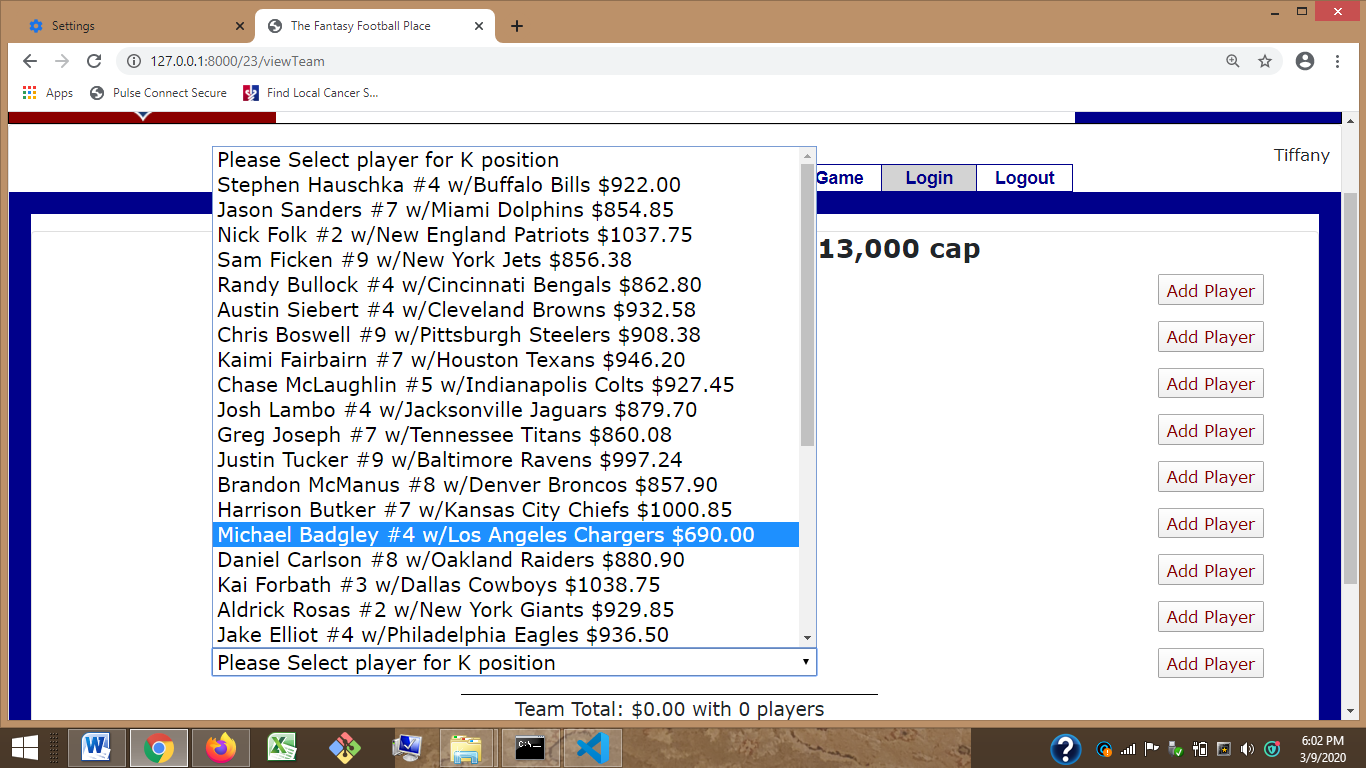 Settings
The Fantasy Football Place
127.0.0.1:8000/23/viewTeam
Apps
Pulse Connect Secure
Find Local Cancer S...
Tiffany
Game
Login
Logout
13,000 cap
Please Select player for K position
Stephen Hauschka #4 w/Buffalo Bills $922.00
Jason Sanders #7 w/Miami Dolphins $854.85
Nick Folk #2 w/New England Patriots $1037.75
Sam Ficken #9 w/New York Jets $856.38
Randy Bullock #4 w/Cincinnati Bengals $862.80
Austin Siebert #4 w/Cleveland Browns $932.58
Chris Boswell #9 w/Pittsburgh Steelers $908.38
Kaimi Fairbairn #7 w/Houston Texans $946.20
Chase McLaughlin #5 w/Indianapolis Colts $927.45
Josh Lambo #4 w/Jacksonville Jaguars $879.70
Greg Joseph #7 w/Tennessee Titans $860.08
Justin Tucker #9 w/Baltimore Ravens $997.24
Brandon McManus #8 w/Denver Broncos $857.90
Harrison Butker #7 w/Kansas City Chiefs $1000.85
Michael Badgley #4 w/Los Angeles Chargers $690.00
Daniel Carlson #8 w/Oakland Raiders $880.90
Kai Forbath #3 w/Dallas Cowboys $1038.75
Aldrick Rosas #2 w/New York Giants $929.85
Jake Elliot #4 w/Philadelphia Eagles $936.50
Please Select player for K position
Add Player
Add Player
Add Player
Add Player
Add Player
Add Player
Add Player
Add Player
Add Player
Team Total: $0.00 with 0 players
6:02 PM
3/9/2020